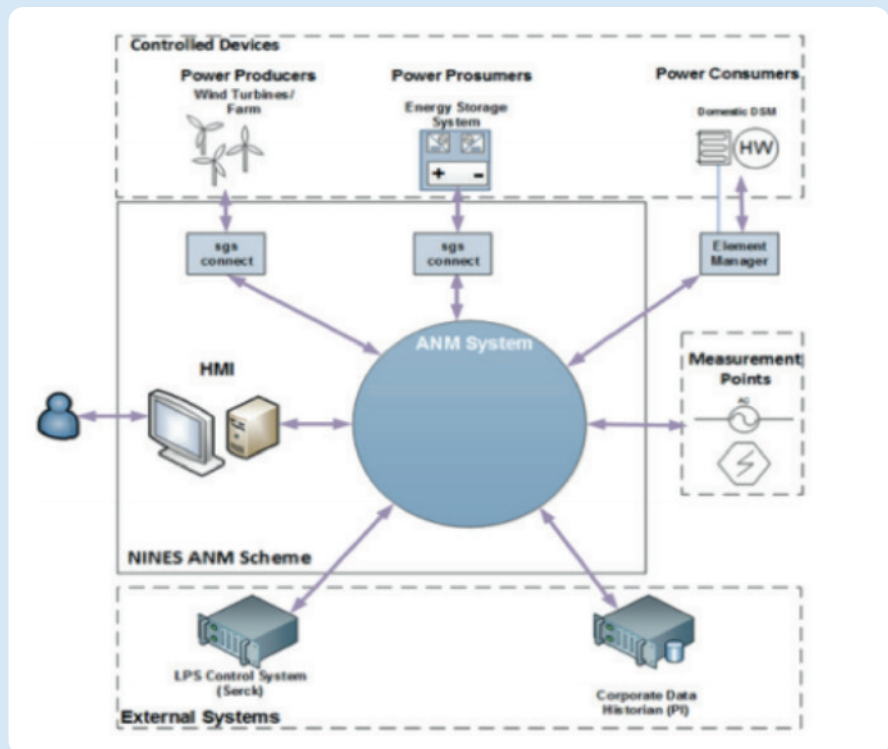 Controlled Devices
Power Producers
Wind Turbines/
Farm
Power Prosumers
Energy Storage
System
+ -
Power Consumers
Domestic DSM
HW
sgs
connect
sgs
connect
Element
Manager
ANM System
HMI
Measurement
Points
AC
NINES ANM Scheme
LPS Control System
(Serck)
Corporate Data
Historian (PI)
External Systems